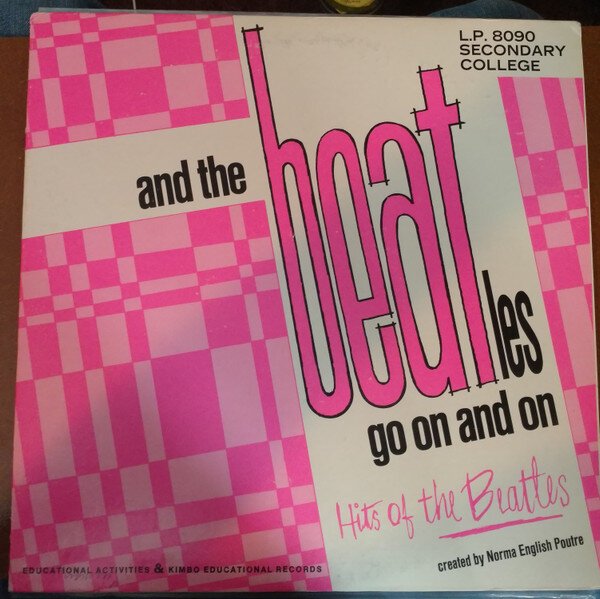 L.P. 8090
SECONDARY
COLLEGE
and the
beatles
go on and on
Hits of the Beatles
created by Norma English Poutre
EDUCATIONAL ACTIVITIES & KIMBO EDUCATIONAL RECORDS